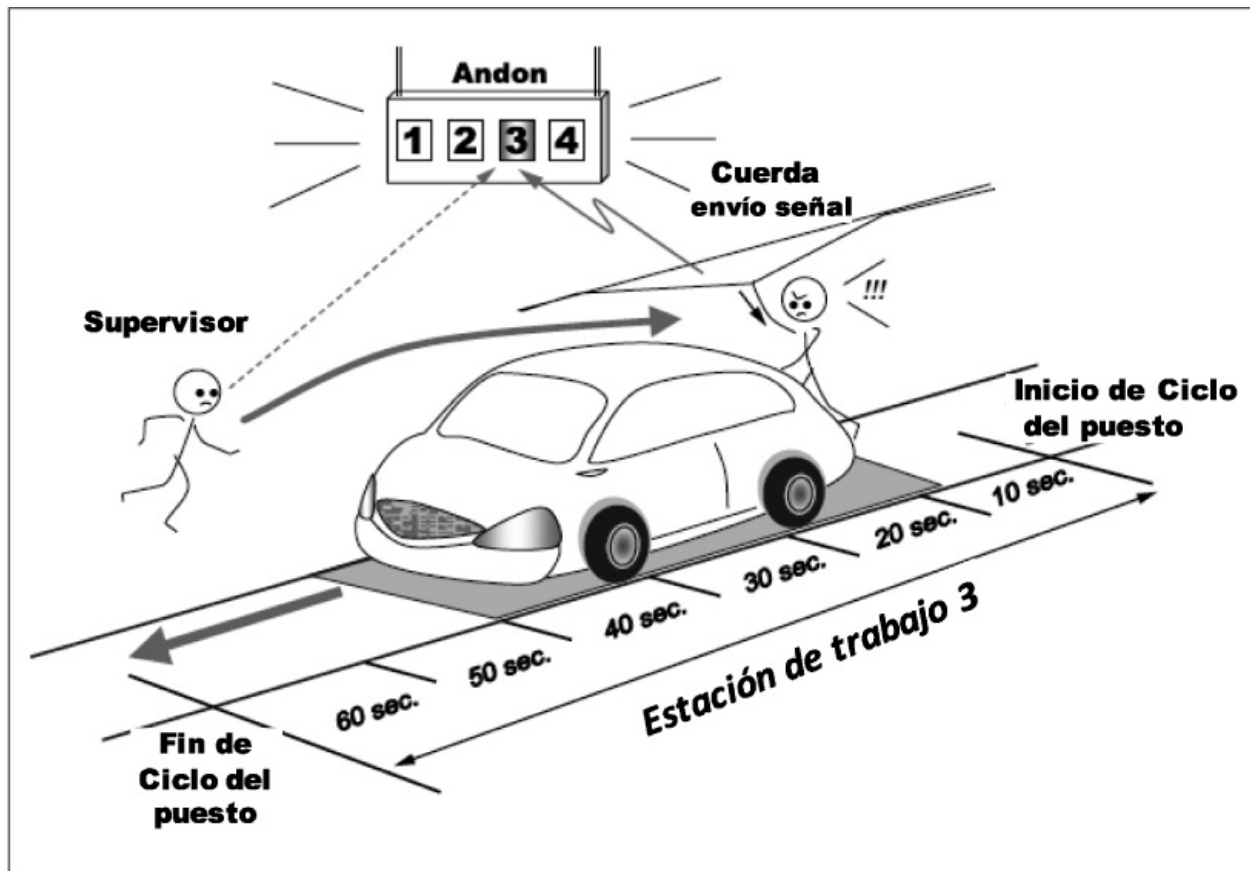 Andon
1 2 3 4
Cuerda
envío señal
!!!
Supervisor
Inicio de Ciclo
del puesto
10 sec.
20 sec.
30 sec.
40 sec.
50 sec.
60 sec.
Estación de trabajo 3
Fin de
Ciclo del
puesto